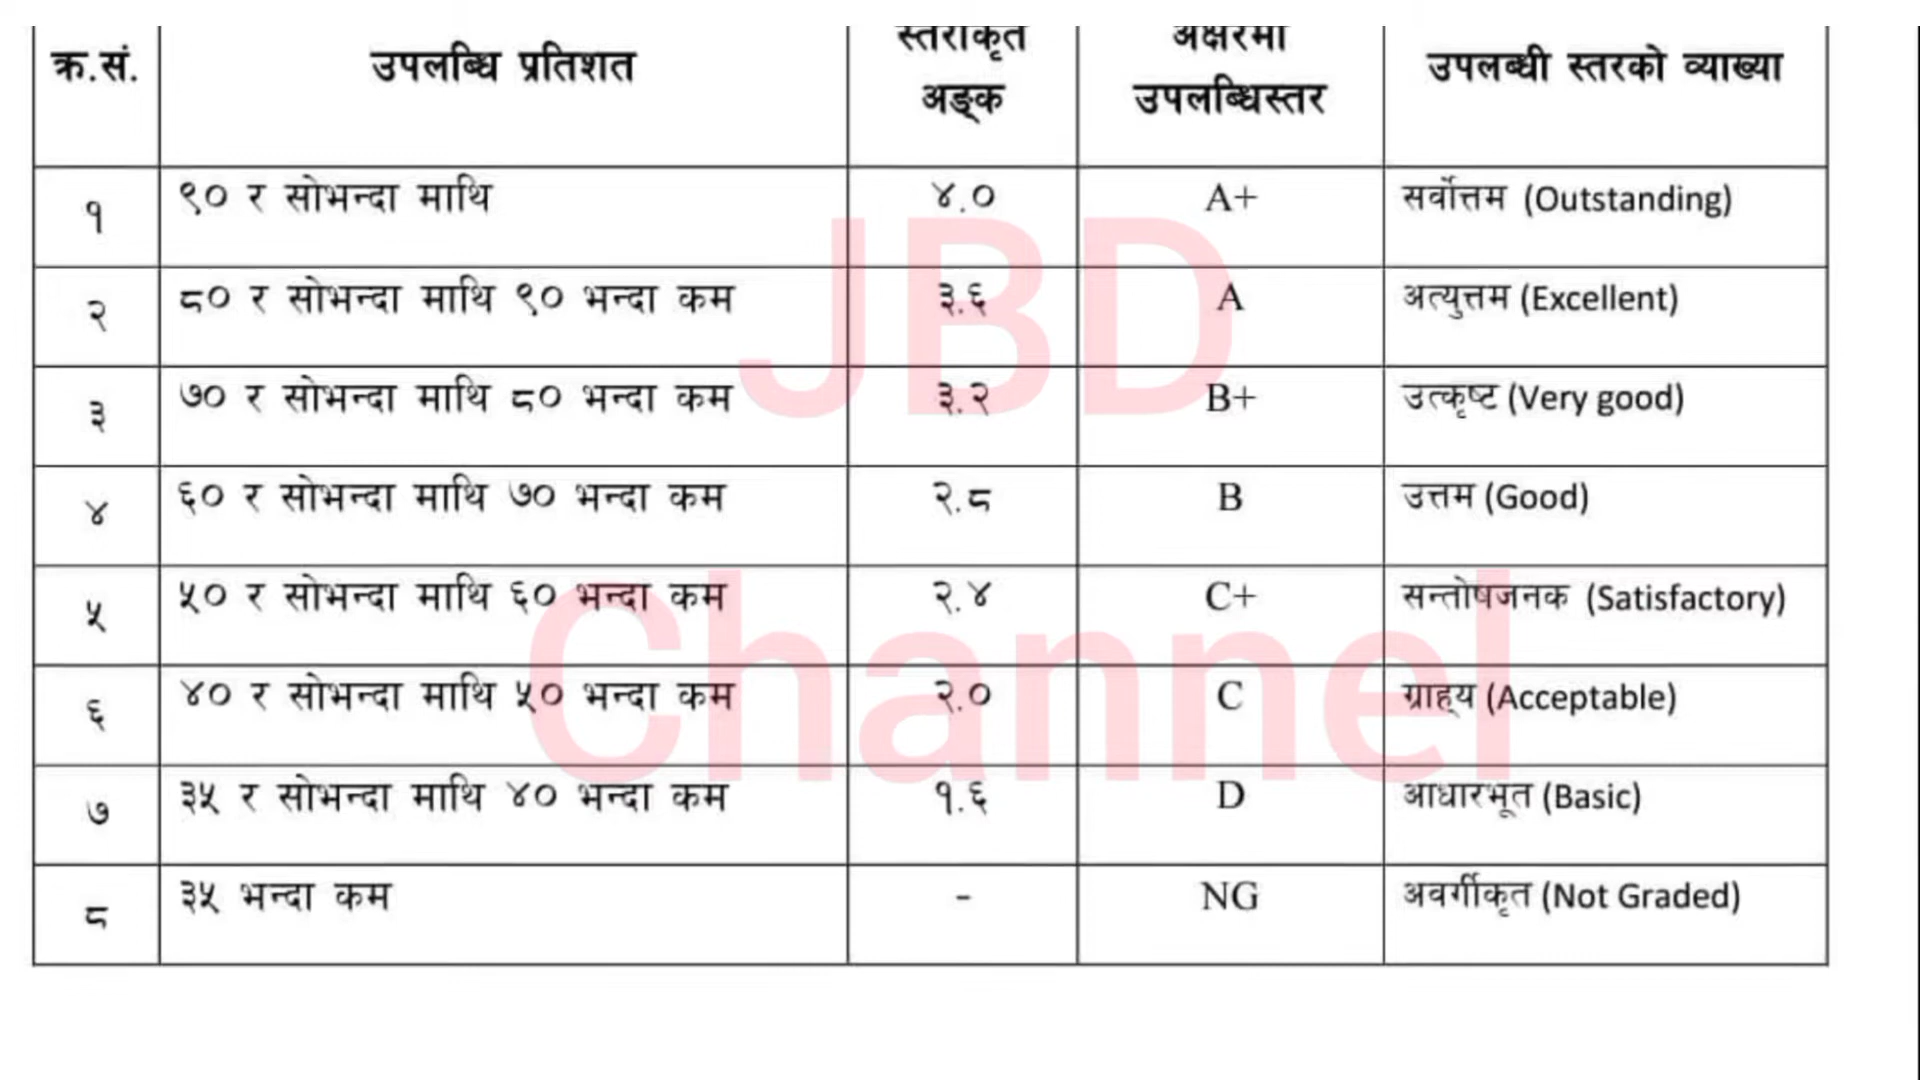 क्र.सं. उपलब्धि प्रतिशत स्तरीकृत अक्षरमा उपलब्धी स्तरको व्याख्या
अङ्क उपलब्धिस्तर
१ ९० र सोभन्दा माथि ४.० A+ सर्वोत्तम (Outstanding)
२ ८० र सोभन्दा माथि ९० भन्दा कम ३.६ A अत्युत्तम (Excellent)
३ ७० र सोभन्दा माथि ८० भन्दा कम ३.२ B+ उत्कृष्ट (Very good)
४ ६० र सोभन्दा माथि ७० भन्दा कम २.८ B उत्तम (Good)
५ ५० र सोभन्दा माथि ६० भन्दा कम २.४ C+ सन्तोषजनक (Satisfactory)
६ ४० र सोभन्दा माथि ५० भन्दा कम २.० C ग्राह्य (Acceptable)
७ ३५ र सोभन्दा माथि ४० भन्दा कम १.६ D आधारभूत (Basic)
८ ३५ भन्दा कम - NG अवर्गीकृत (Not Graded)
JBD
Channel